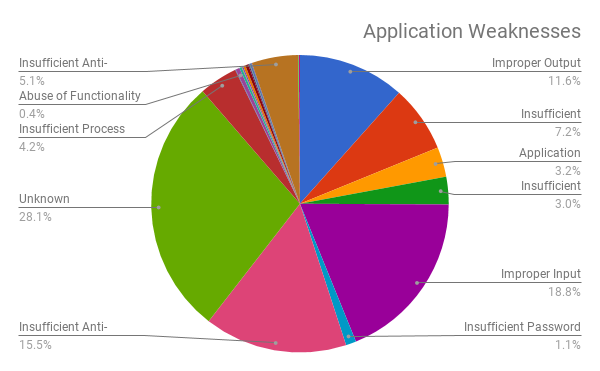 Application Weaknesses
Insufficient Anti-
5.1%
Abuse of Functionality
0.4%
Insufficient Process
4.2%
Unknown
28.1%
Insufficient Anti-
15.5%
Improper Output
11.6%
Insufficient
7.2%
Application
3.2%
Insufficient
3.0%
Improper Input
18.8%
Insufficient Password
1.1%